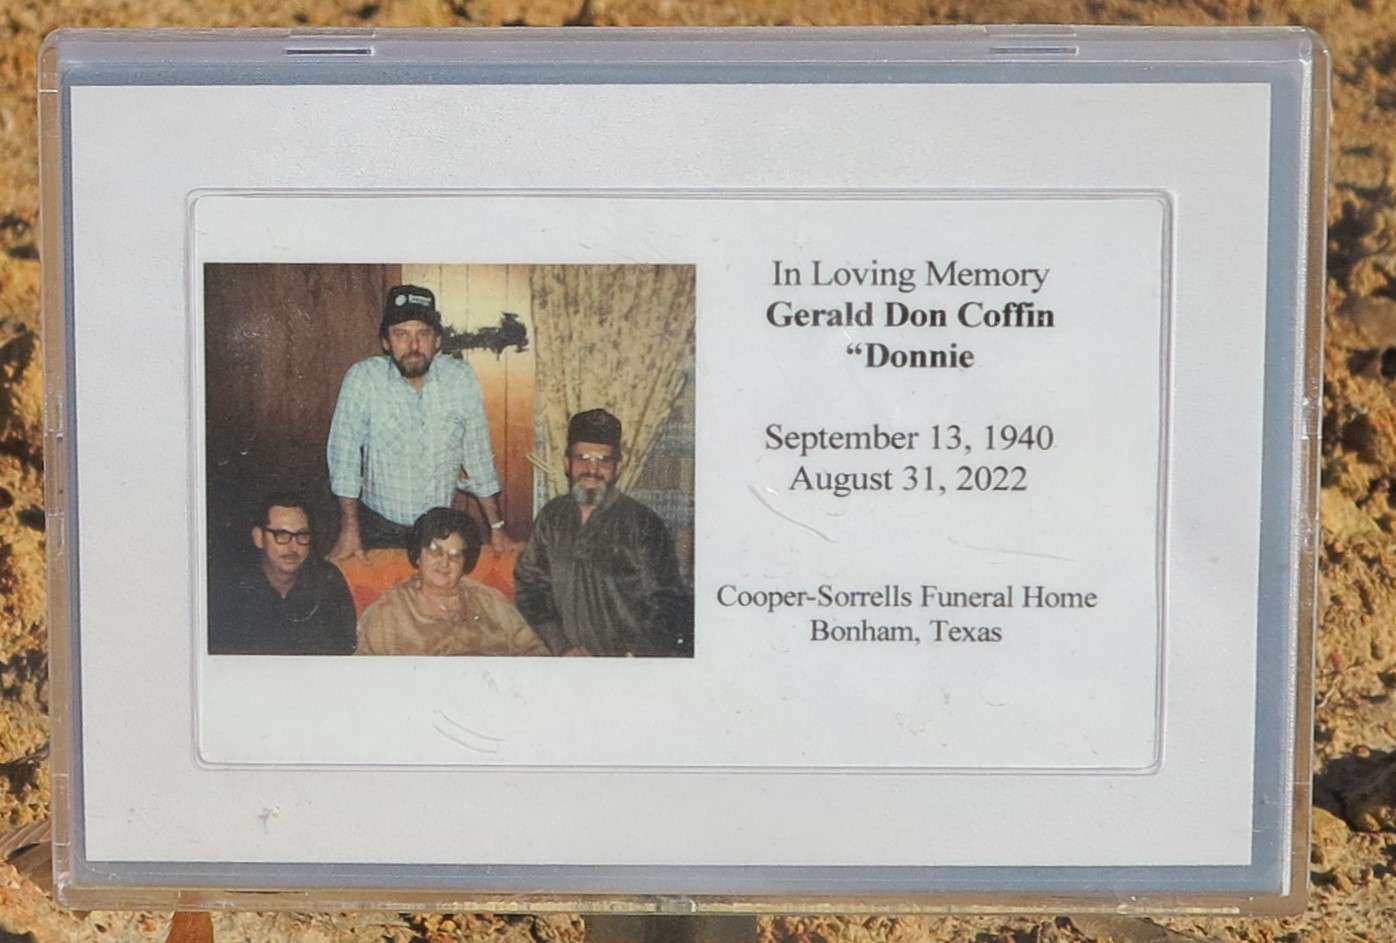 In Loving Memory
Gerald Don Coffin
“Donnie
September 13, 1940
August 31, 2022
Cooper-Sorrells Funeral Home
Bonham, Texas